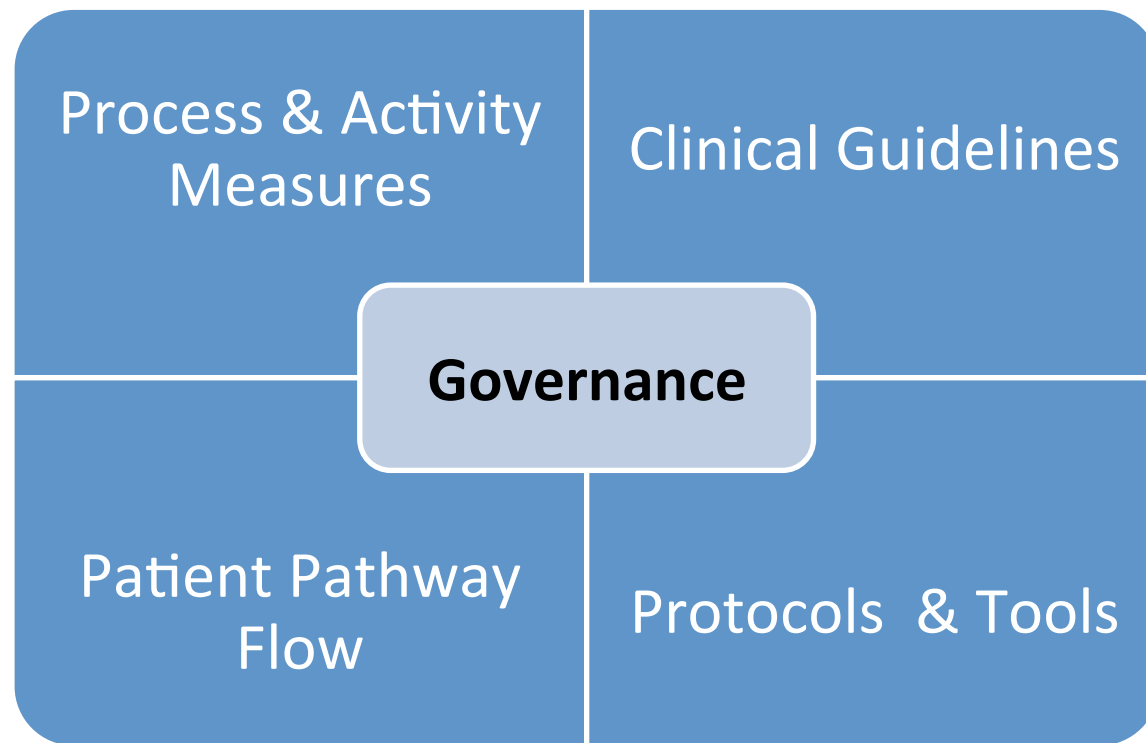 Process & Activity
Measures
Clinical Guidelines
Governance
Patient Pathway
Flow
Protocols & Tools